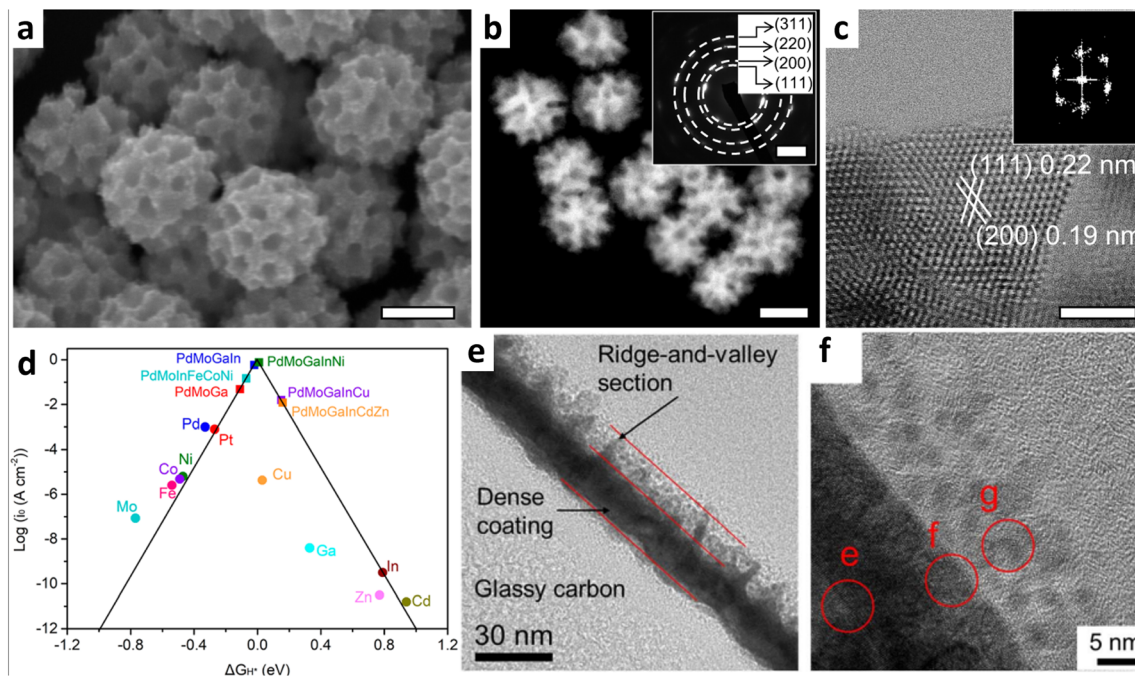 a
b
(311)
(220)
(200)
(111)
c
(111) 0.22 nm
(200) 0.19 nm
d
Log (i₀ (A cm⁻²))
0
-2
-4
-6
-8
-10
-12
PdMoGaIn
PdMoGaInNi
PdMoInFeCoNi
PdMoGa
PdMoGaInCu
PdMoGaInCdZn
Pd
Pt
Ni
Co
Fe
Mo
Cu
Ga
In
Zn
Cd
-1.2
-0.8
-0.4
0.0
0.4
0.8
1.2
ΔGH* (eV)
e
Ridge-and-valley
section
Dense
coating
Glassy carbon
30 nm
f
e
f
g
5 nm